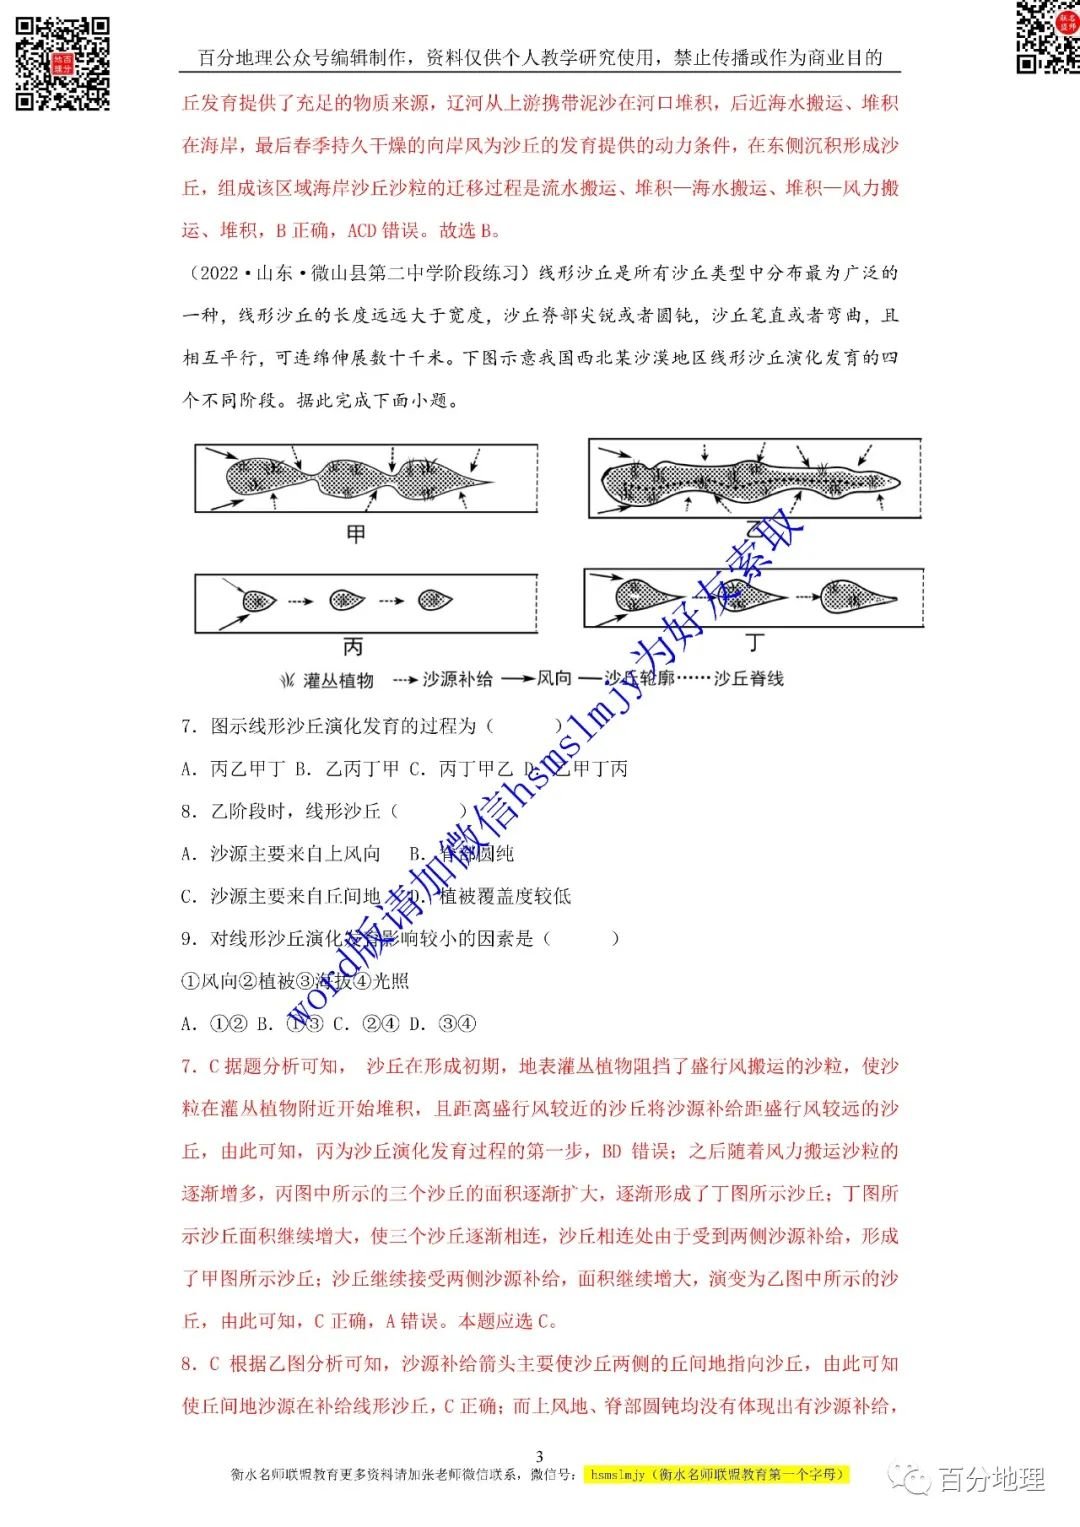 百分地理公众号编辑制作，资料仅供个人教学研究使用，禁止传播或作为商业目的
丘发育提供了充足的物质来源，辽河从上游携带泥沙在河口堆积，后近海水搬运、堆积
在海岸，最后春季持久干燥的向岸风为沙丘的发育提供的动力条件，在东侧沉积形成沙
丘，组成该区域海岸沙丘沙粒的迁移过程是流水搬运、堆积—海水搬运、堆积—风力搬
运、堆积，B 正确，ACD 错误。故选 B。
（2022·山东·微山县第二中学阶段练习）线形沙丘是所有沙丘类型中分布最为广泛的
一种，线形沙丘的长度远远大于宽度，沙丘脊部尖锐或者圆钝，沙丘笔直或者弯曲，且
相互平行，可连绵伸展数十千米。下图示意我国西北某沙漠地区线形沙丘演化发育的四
个不同阶段。据此完成下面小题。
甲
乙
丙
丁
灌丛植物 沙源补给 风向 沙丘轮廓 沙丘脊线
7．图示线形沙丘演化发育的过程为（ ）
A．丙乙甲丁 B．乙丙丁甲 C．丙丁甲乙 D．乙甲丁丙
8．乙阶段时，线形沙丘（ ）
A．沙源主要来自上风向 B．脊部圆纯
C．沙源主要来自丘间地 D．植被覆盖度较低
9．对线形沙丘演化发育影响较小的因素是（ ）
①风向②植被③海拔④光照
A．①② B．①③ C．②④ D．③④
7．C 据题分析可知， 沙丘在形成初期，地表灌丛植物阻挡了盛行风搬运的沙粒，使沙
粒在灌丛植物附近开始堆积，且距离盛行风较近的沙丘将沙源补给距盛行风较远的沙
丘，由此可知，丙为沙丘演化发育过程的第一步，BD 错误；之后随着风力搬运沙粒的
逐渐增多，丙图中所示的三个沙丘的面积逐渐扩大，逐渐形成了丁图所示沙丘；丁图所
示沙丘面积继续增大，使三个沙丘逐渐相连，沙丘相连处由于受到两侧沙源补给，形成
了甲图所示沙丘；沙丘继续接受两侧沙源补给，面积继续增大，演变为乙图中所示的沙
丘，由此可知，C 正确，A 错误。本题应选 C。
8．C 根据乙图分析可知，沙源补给箭头主要使沙丘两侧的丘间地指向沙丘，由此可知
使丘间地沙源在补给线形沙丘，C 正确；而上风地、脊部圆钝均没有体现出有沙源补给，
word版请加微信hsmslmjy为好友索取
3
衡水名师联盟教育更多资料请加张老师微信联系，微信号： hsmslmjy（衡水名师联盟教育第一个字母）
百分地理